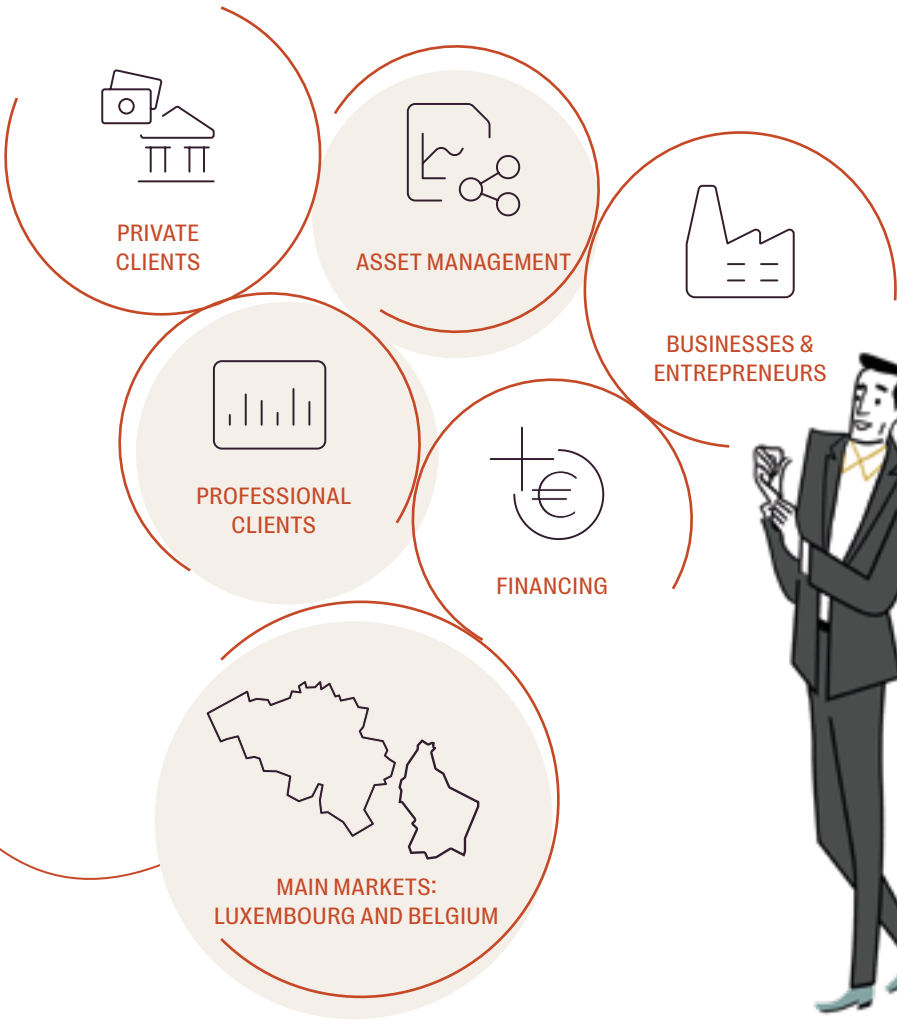 PRIVATE
CLIENTS
ASSET MANAGEMENT
BUSINESSES &
ENTREPRENEURS
PROFESSIONAL
CLIENTS
FINANCING
MAIN MARKETS:
LUXEMBOURG AND BELGIUM